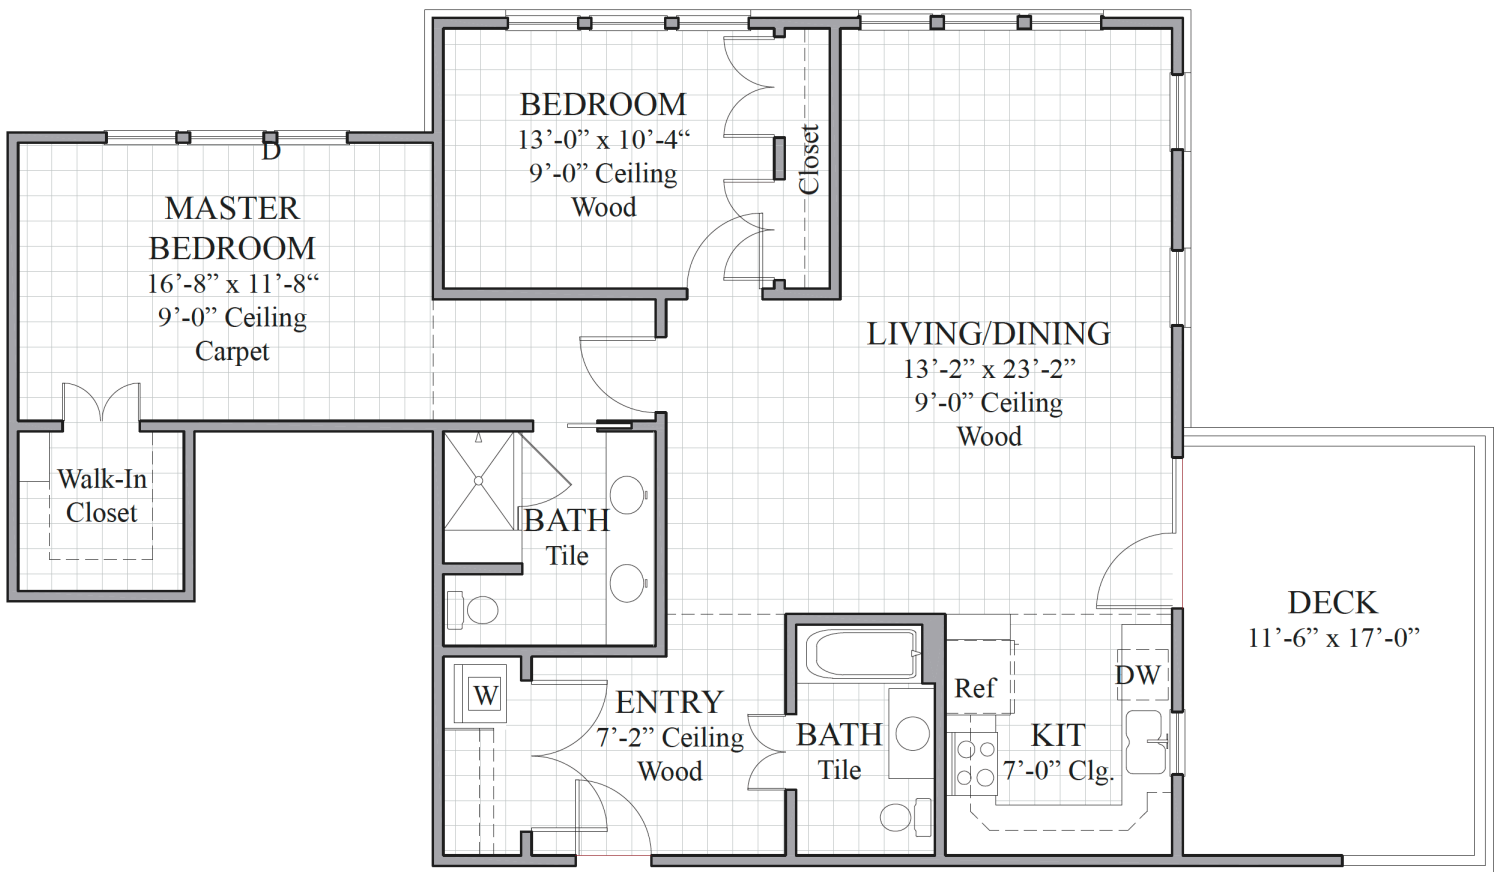 BEDROOM
13’-0” x 10’-4“
9’-0” Ceiling
Wood
Closet
D
MASTER
BEDROOM
16’-8” x 11’-8“
9’-0” Ceiling
Carpet
LIVING/DINING
13’-2” x 23’-2”
9’-0” Ceiling
Wood
Walk-In
Closet
BATH
Tile
DECK
11’-6” x 17’-0”
W
ENTRY
7’-2” Ceiling
Wood
BATH
Tile
Ref
DW
KIT
7’-0” Clg.